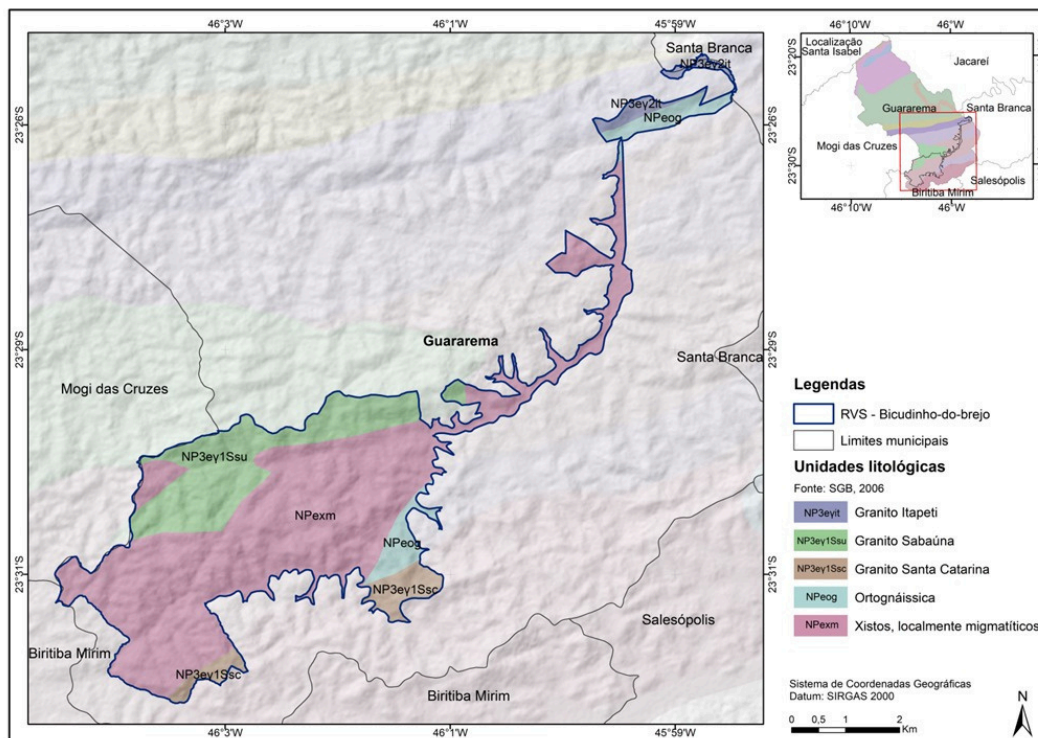 46°3'W
46°1'W
45°59'W
Santa Branca
NP3eγ2it
NP3eγ2it
NPeog
23°26'S
23°26'S
23°29'S
23°29'S
Guararema
Santa Branca
Mogi das Cruzes
NP3eγ1Ssu
NPexm
NPeog
23°31'S
NP3eγ1Ssc
23°31'S
Salesópolis
Biritiba Mirim
NP3eγ1Ssc
Biritiba Mirim
46°3'W
46°1'W
45°59'W
46°10'W
46°W
23°20'S
23°20'S
Localização
Santa Isabel
Jacareí
Guararema
Santa Branca
Mogi das Cruzes
23°30'S
23°30'S
Salesópolis
Biritiba Mirim
46°10'W
46°W
Legendas
RVS - Bicudinho-do-brejo
Limites municipais
Unidades litológicas
Fonte: SGB, 2006
NP3eγit Granito Itapeti
NP3eγ1Ssu Granito Sabaúna
NP3eγ1Ssc Granito Santa Catarina
NPeog Ortognáissica
NPexm Xistos, localmente migmatíticos
Sistema de Coordenadas Geográficas
Datum: SIRGAS 2000
N
0 0,5 1 2
Km